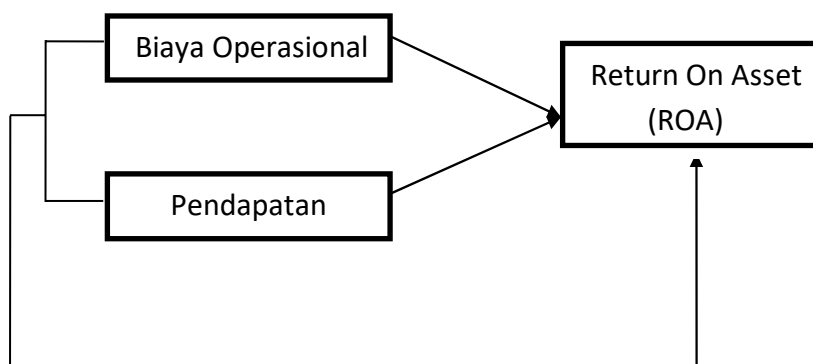 Biaya Operasional
Return On Asset
(ROA)
Pendapatan